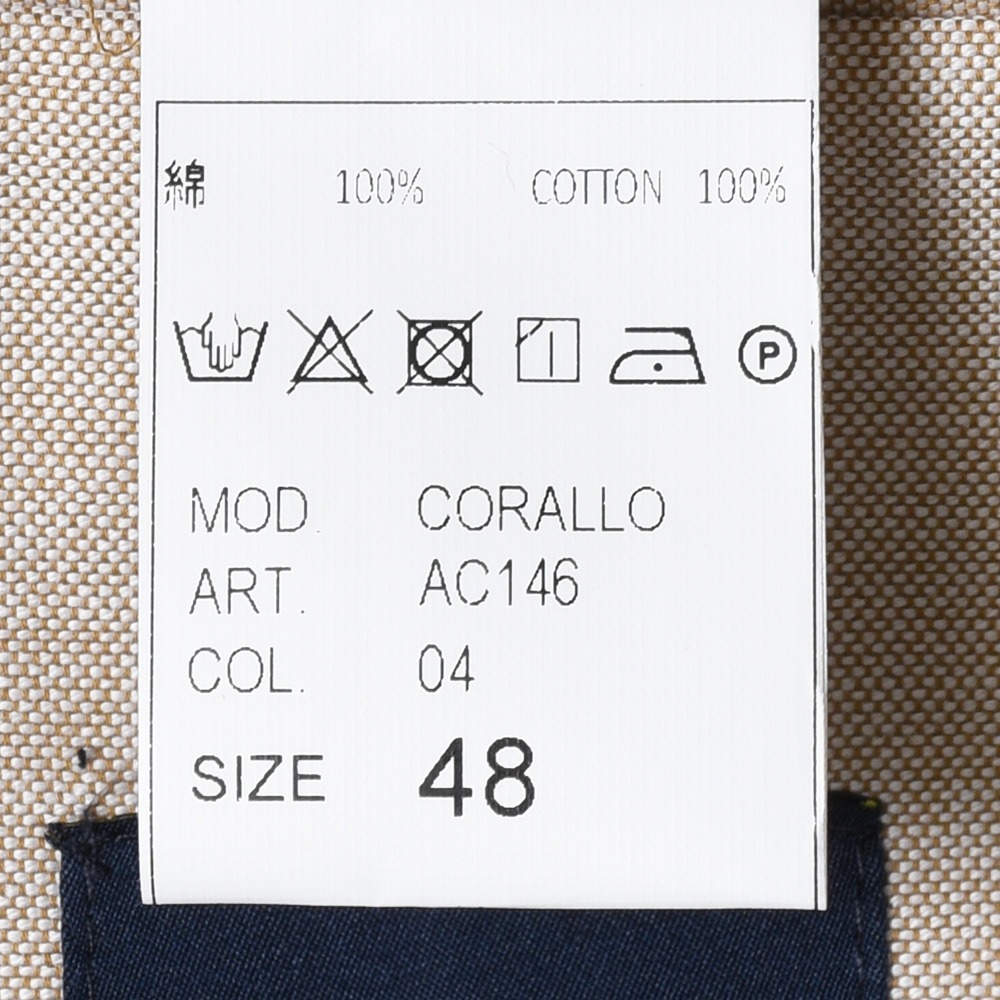 綿 100% COTTON 100%
P
MOD. CORALLO
ART. AC146
COL. 04
SIZE 48